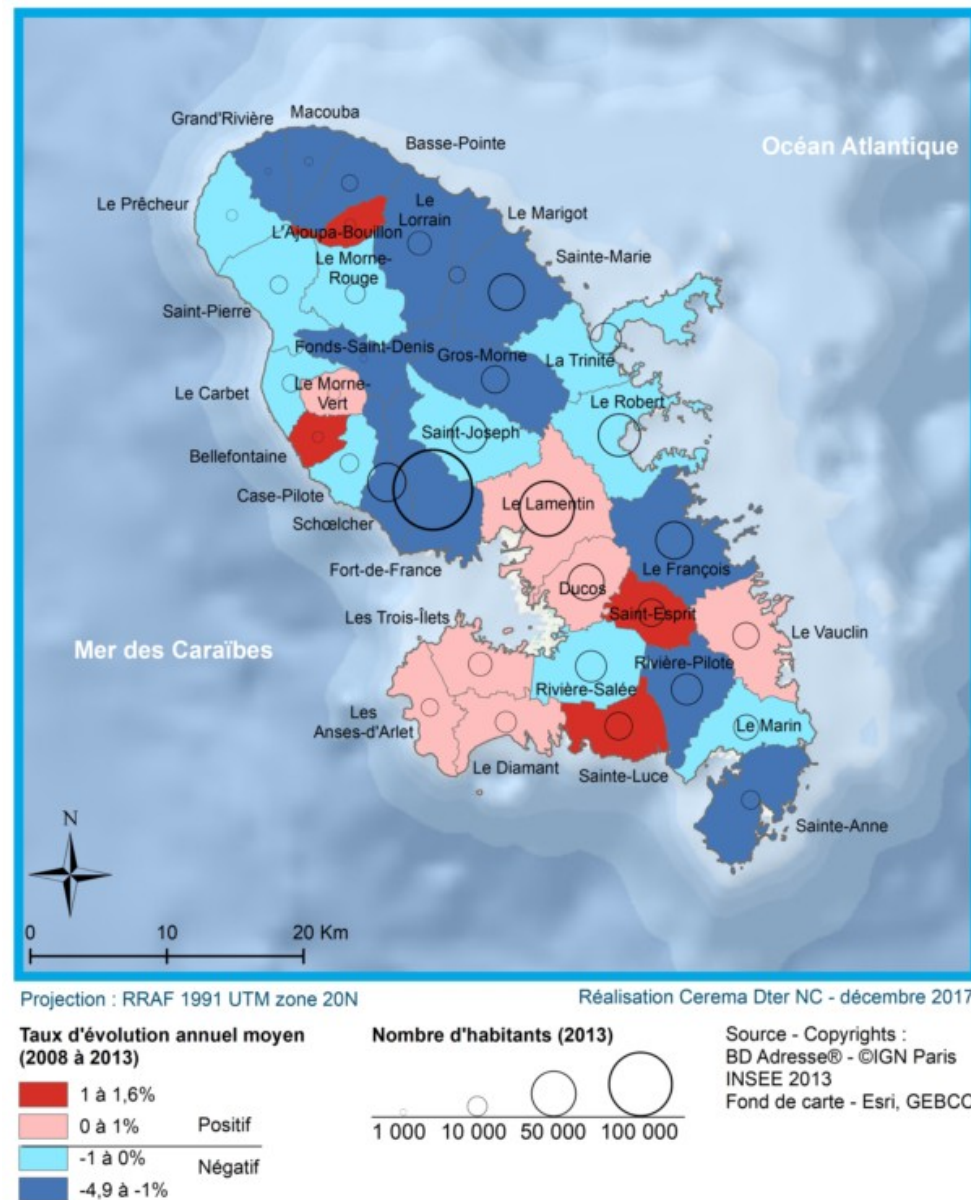 Grand'Rivière
Macouba
Basse-Pointe
Océan Atlantique
Le Prêcheur
Le
Lorrain
Le Marigot
L'Ajoupa-Bouillon
Le Morne-
Rouge
Sainte-Marie
Saint-Pierre
Fonds-Saint-Denis
Gros-Morne
La Trinité
Le Carbet
Le Morne-
Vert
Le Robert
Saint-Joseph
Bellefontaine
Case-Pilote
Le Lamentin
Schœlcher
Fort-de-France
Le François
Ducos
Saint-Esprit
Les Trois-Îlets
Le Vauclin
Mer des Caraïbes
Rivière-Pilote
Rivière-Salée
Les
Anses-d'Arlet
Le Marin
Le Diamant
Sainte-Luce
Sainte-Anne
N
0 10 20 Km
Projection : RRAF 1991 UTM zone 20N
Réalisation Cerema Dter NC - décembre 2017
Taux d'évolution annuel moyen
(2008 à 2013)
1 à 1,6%
0 à 1%
Positif
-1 à 0%
Négatif
-4,9 à -1%
Nombre d'habitants (2013)
1 000 10 000 50 000 100 000
Source - Copyrights :
BD Adresse® - ©IGN Paris
INSEE 2013
Fond de carte - Esri, GEBCO